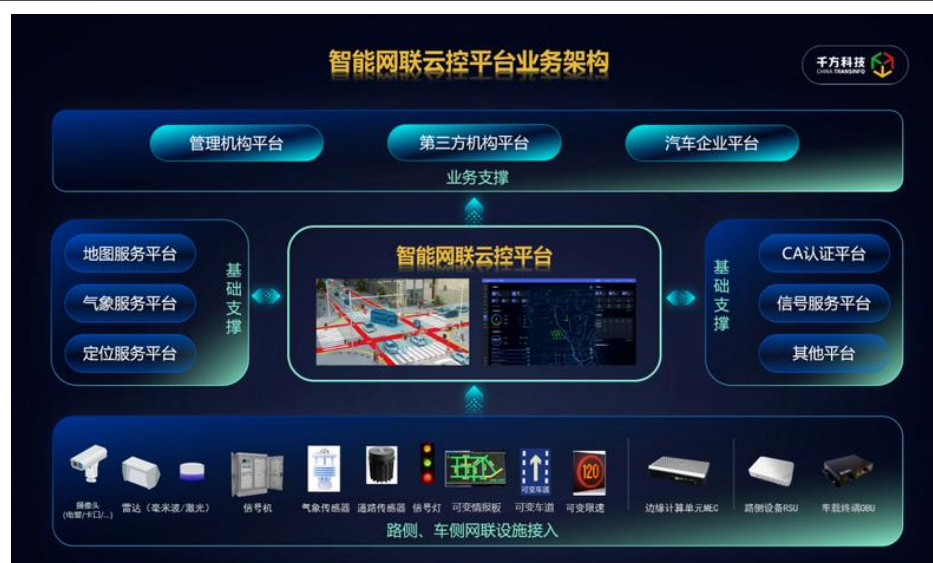 智能网联云控平台业务架构
千方科技
CHINA TRANSINFO
管理机构平台
第三方机构平台
汽车企业平台
业务支撑
地图服务平台
气象服务平台
定位服务平台
基础支撑
智能网联云控平台
基础支撑
CA认证平台
信号服务平台
其他平台
120
可变车道
摄像头
(电警/卡口/...)
雷达（毫米波/激光）
信号机
气象传感器
道路传感器
信号灯
可变情报板
可变车道
可变限速
边缘计算单元MEC
路侧设备RSU
车载终端OBU
路侧、车侧网联设施接入